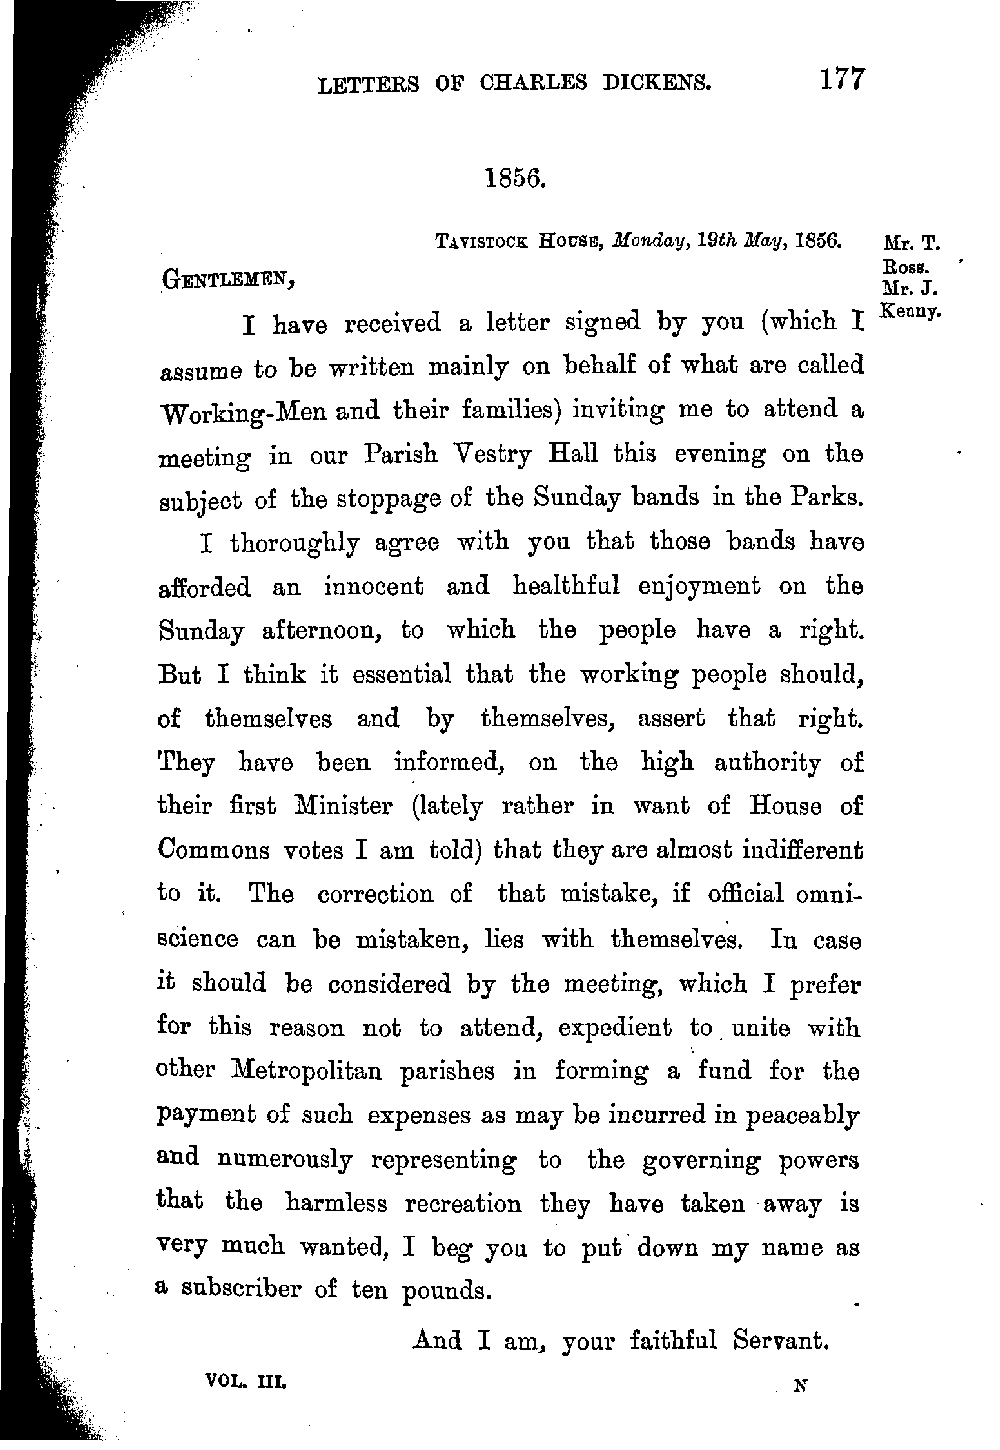 LETTERS OF CHARLES DICKENS. 177
1856.
TAVISTOCK HOUSE, Monday, 19th May, 1856.
Mr. T.
Ross.
Mr. J.
Kenny.
GENTLEMEN,
I have received a letter signed by you (which I
assume to be written mainly on behalf of what are called
Working-Men and their families) inviting me to attend a
meeting in our Parish Vestry Hall this evening on the
subject of the stoppage of the Sunday bands in the Parks.
I thoroughly agree with you that those bands have
afforded an innocent and healthful enjoyment on the
Sunday afternoon, to which the people have a right.
But I think it essential that the working people should,
of themselves and by themselves, assert that right.
They have been informed, on the high authority of
their first Minister (lately rather in want of House of
Commons votes I am told) that they are almost indifferent
to it. The correction of that mistake, if official omni-
science can be mistaken, lies with themselves. In case
it should be considered by the meeting, which I prefer
for this reason not to attend, expedient to unite with
other Metropolitan parishes in forming a fund for the
payment of such expenses as may be incurred in peaceably
and numerously representing to the governing powers
that the harmless recreation they have taken away is
very much wanted, I beg you to put down my name as
a subscriber of ten pounds.
And I am, your faithful Servant.
VOL. III. N